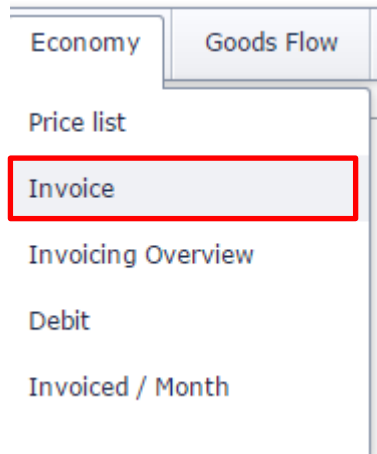 Economy Goods Flow
Price list
Invoice
Invoicing Overview
Debit
Invoiced / Month